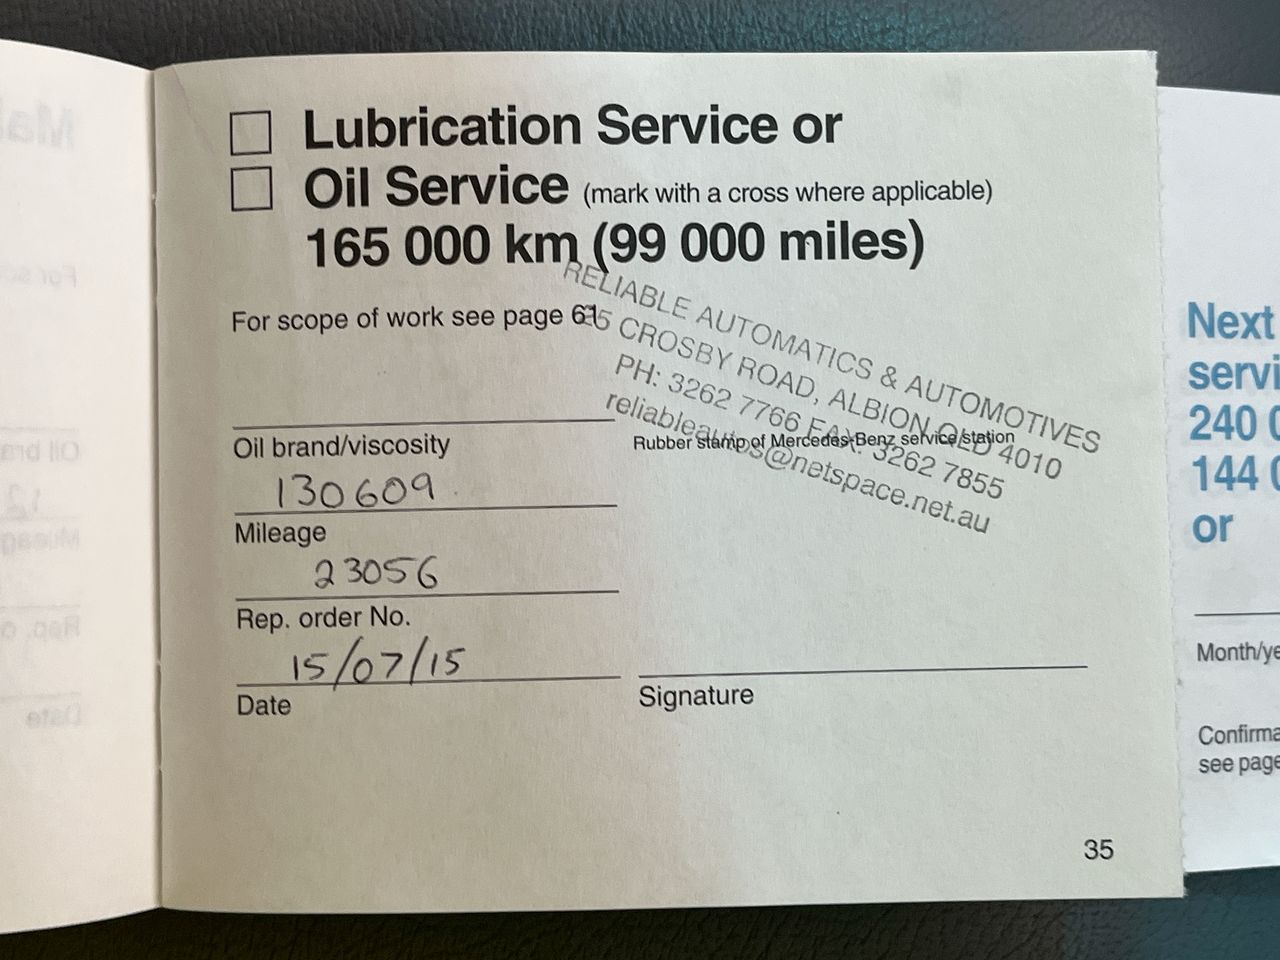 Lubrication Service or
Oil Service (mark with a cross where applicable)
165 000 km (99 000 miles)
For scope of work see page 61
RELIABLE AUTOMATICS & AUTOMOTIVES
25 CROSBY ROAD, ALBION QLD 4010
PH: 3262 7766 FAX: 3262 7855
reliableautos@netspace.net.au
Rubber stamp of Mercedes-Benz service/station
Oil brand/viscosity
130609
Mileage
23056
Rep. order No.
15/07/15
Date
Signature
35
Next
servi
240 0
144 0
or
Month/ye
Confirma
see page